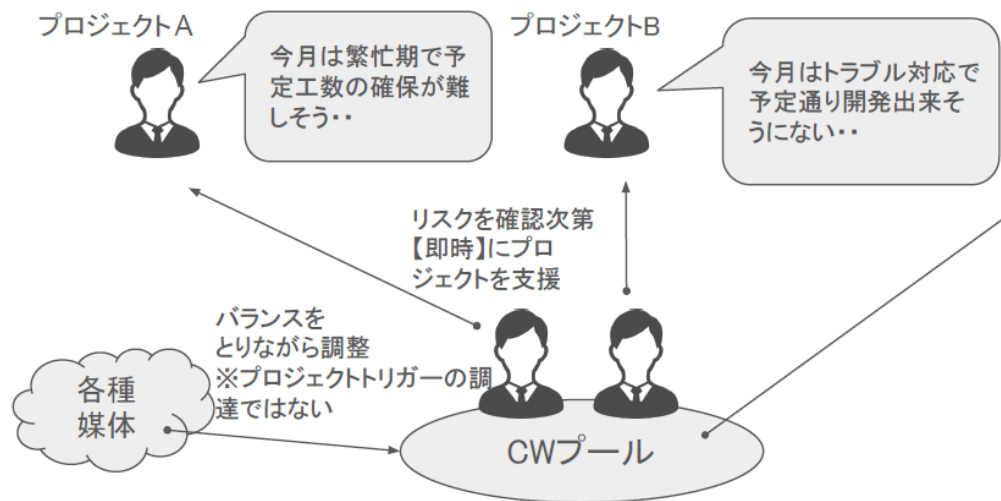 プロジェクトA
今月は繁忙期で予
定工数の確保が難
しそう・・
プロジェクトB
今月はトラブル対応で
予定通り開発出来そ
うにない・・
リスクを確認次第
【即時】にプロ
ジェクトを支援
バランスを
とりながら調整
※プロジェクトトリガーの調
達ではない
各種
媒体
CWプール